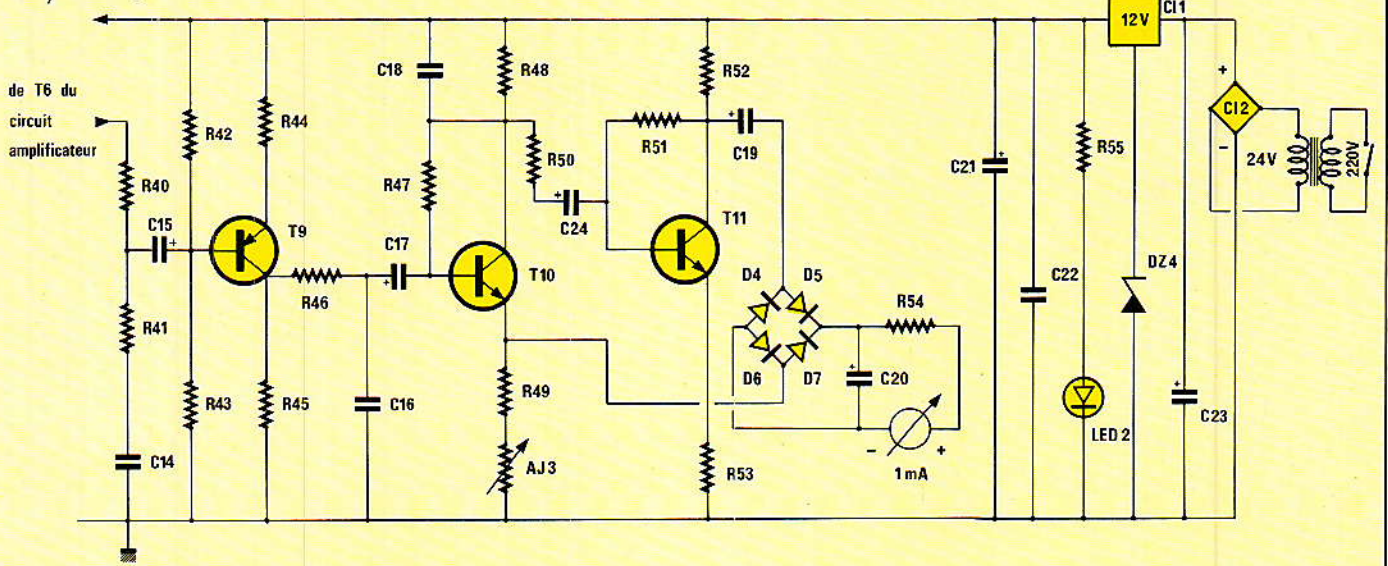 CI1
12V
de T6 du
circuit
amplificateur
R40
R41
C14
C15
R42
R43
R44
R45
T9
R46
C16
C17
C18
R47
R48
T10
R49
AJ3
R50
C24
R51
R52
C19
T11
R53
D4
D5
D6
D7
R54
C20
-
+
1mA
C21
C22
R55
LED 2
DZ4
C23
+
CI2
-
24V
220V